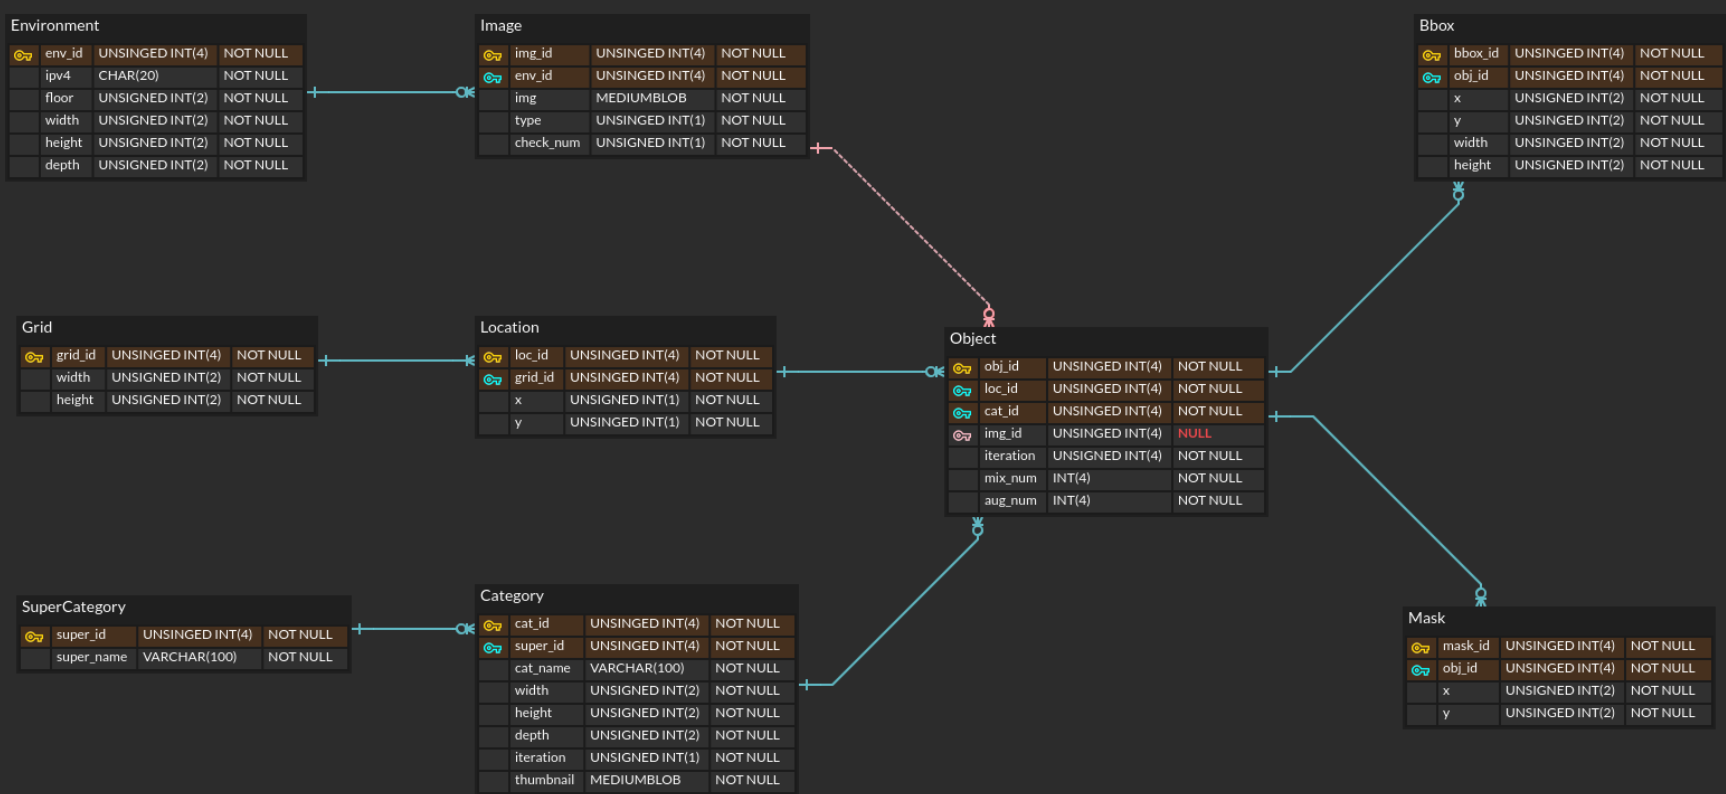 Environment
env_id UNSINGED INT(4) NOT NULL
ipv4 CHAR(20) NOT NULL
floor UNSIGNED INT(2) NOT NULL
width UNSIGNED INT(2) NOT NULL
height UNSIGNED INT(2) NOT NULL
depth UNSIGNED INT(2) NOT NULL
Image
img_id UNSINGED INT(4) NOT NULL
env_id UNSINGED INT(4) NOT NULL
img MEDIUMBLOB NOT NULL
type UNSINGED INT(1) NOT NULL
check_num UNSIGNED INT(1) NOT NULL
Bbox
bbox_id UNSINGED INT(4) NOT NULL
obj_id UNSINGED INT(4) NOT NULL
x UNSINGED INT(2) NOT NULL
y UNSINGED INT(2) NOT NULL
width UNSINGED INT(2) NOT NULL
height UNSINGED INT(2) NOT NULL
Grid
grid_id UNSINGED INT(4) NOT NULL
width UNSIGNED INT(2) NOT NULL
height UNSINGED INT(2) NOT NULL
Location
loc_id UNSINGED INT(4) NOT NULL
grid_id UNSINGED INT(4) NOT NULL
x UNSIGNED INT(1) NOT NULL
y UNSINGED INT(1) NOT NULL
Object
obj_id UNSINGED INT(4) NOT NULL
loc_id UNSINGED INT(4) NOT NULL
cat_id UNSINGED INT(4) NOT NULL
img_id UNSINGED INT(4) NULL
iteration UNSIGNED INT(4) NOT NULL
mix_num INT(4) NOT NULL
aug_num INT(4) NOT NULL
SuperCategory
super_id UNSINGED INT(4) NOT NULL
super_name VARCHAR(100) NOT NULL
Category
cat_id UNSINGED INT(4) NOT NULL
super_id UNSINGED INT(4) NOT NULL
cat_name VARCHAR(100) NOT NULL
width UNSIGNED INT(2) NOT NULL
height UNSIGNED INT(2) NOT NULL
depth UNSIGNED INT(2) NOT NULL
iteration UNSIGNED INT(1) NOT NULL
thumbnail MEDIUMBLOB NOT NULL
Mask
mask_id UNSINGED INT(4) NOT NULL
obj_id UNSINGED INT(4) NOT NULL
x UNSINGED INT(2) NOT NULL
y UNSINGED INT(2) NOT NULL